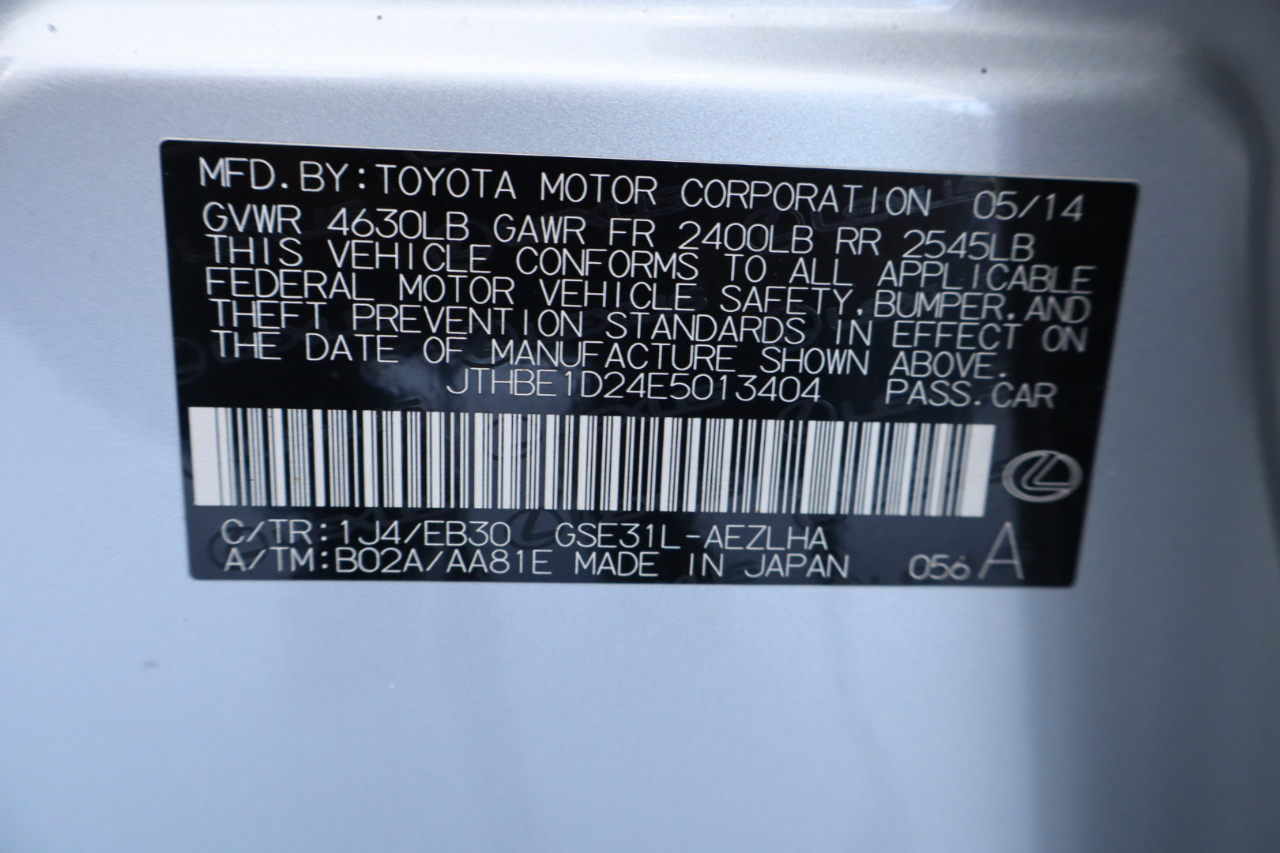 MFD.BY:TOYOTA MOTOR CORPORATION 05/14
GVWR 4630LB GAWR FR 2400LB RR 2545LB
THIS VEHICLE CONFORMS TO ALL APPLICABLE
FEDERAL MOTOR VEHICLE SAFETY,BUMPER,AND
THEFT PREVENTION STANDARDS IN EFFECT ON
THE DATE OF MANUFACTURE SHOWN ABOVE.
JTHBE1D24E5013404 PASS.CAR
C/TR:1J4/EB30 GSE31L-AEZLHA
A/TM:B02A/AA81E MADE IN JAPAN 056 A